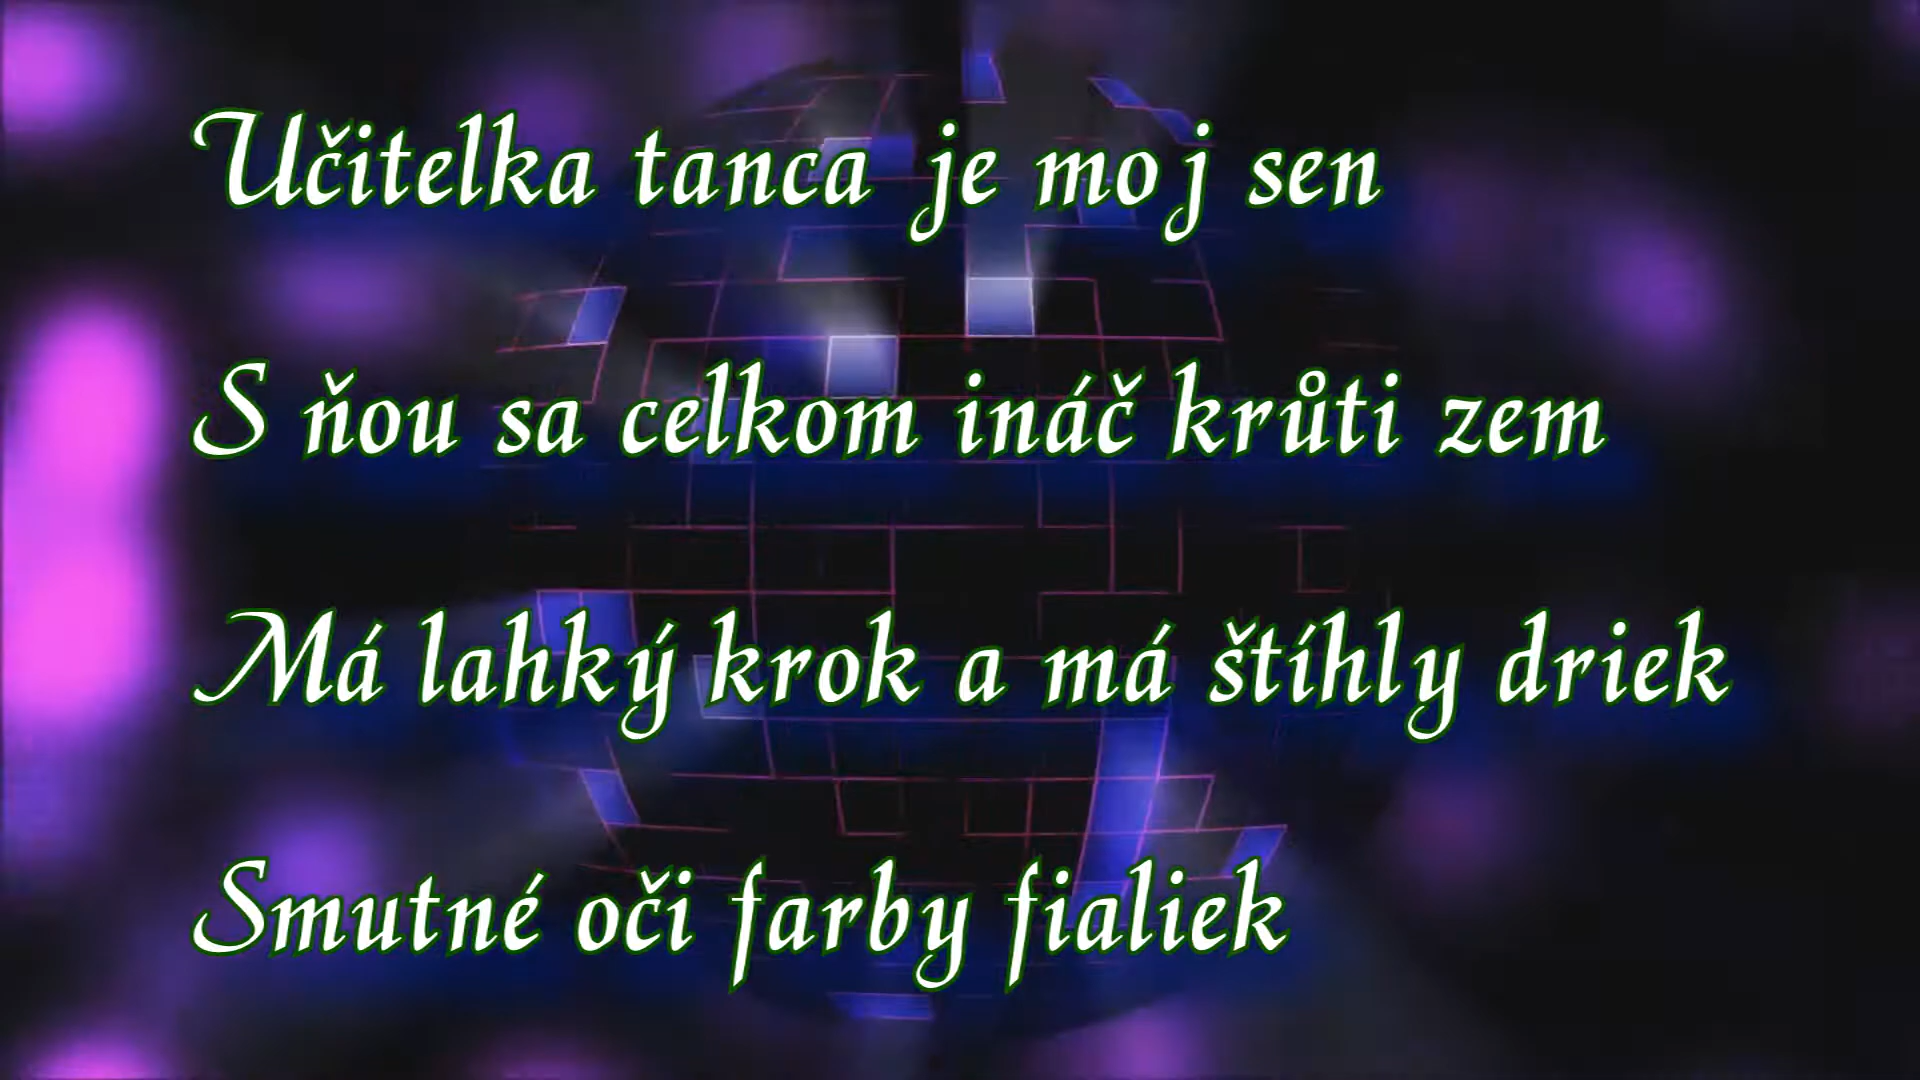 Učitelka tanca je moj sen
S ňou sa celkom ináč krůti zem
Má lahký krok a má štíhly driek
Smutné oči farby fialiek